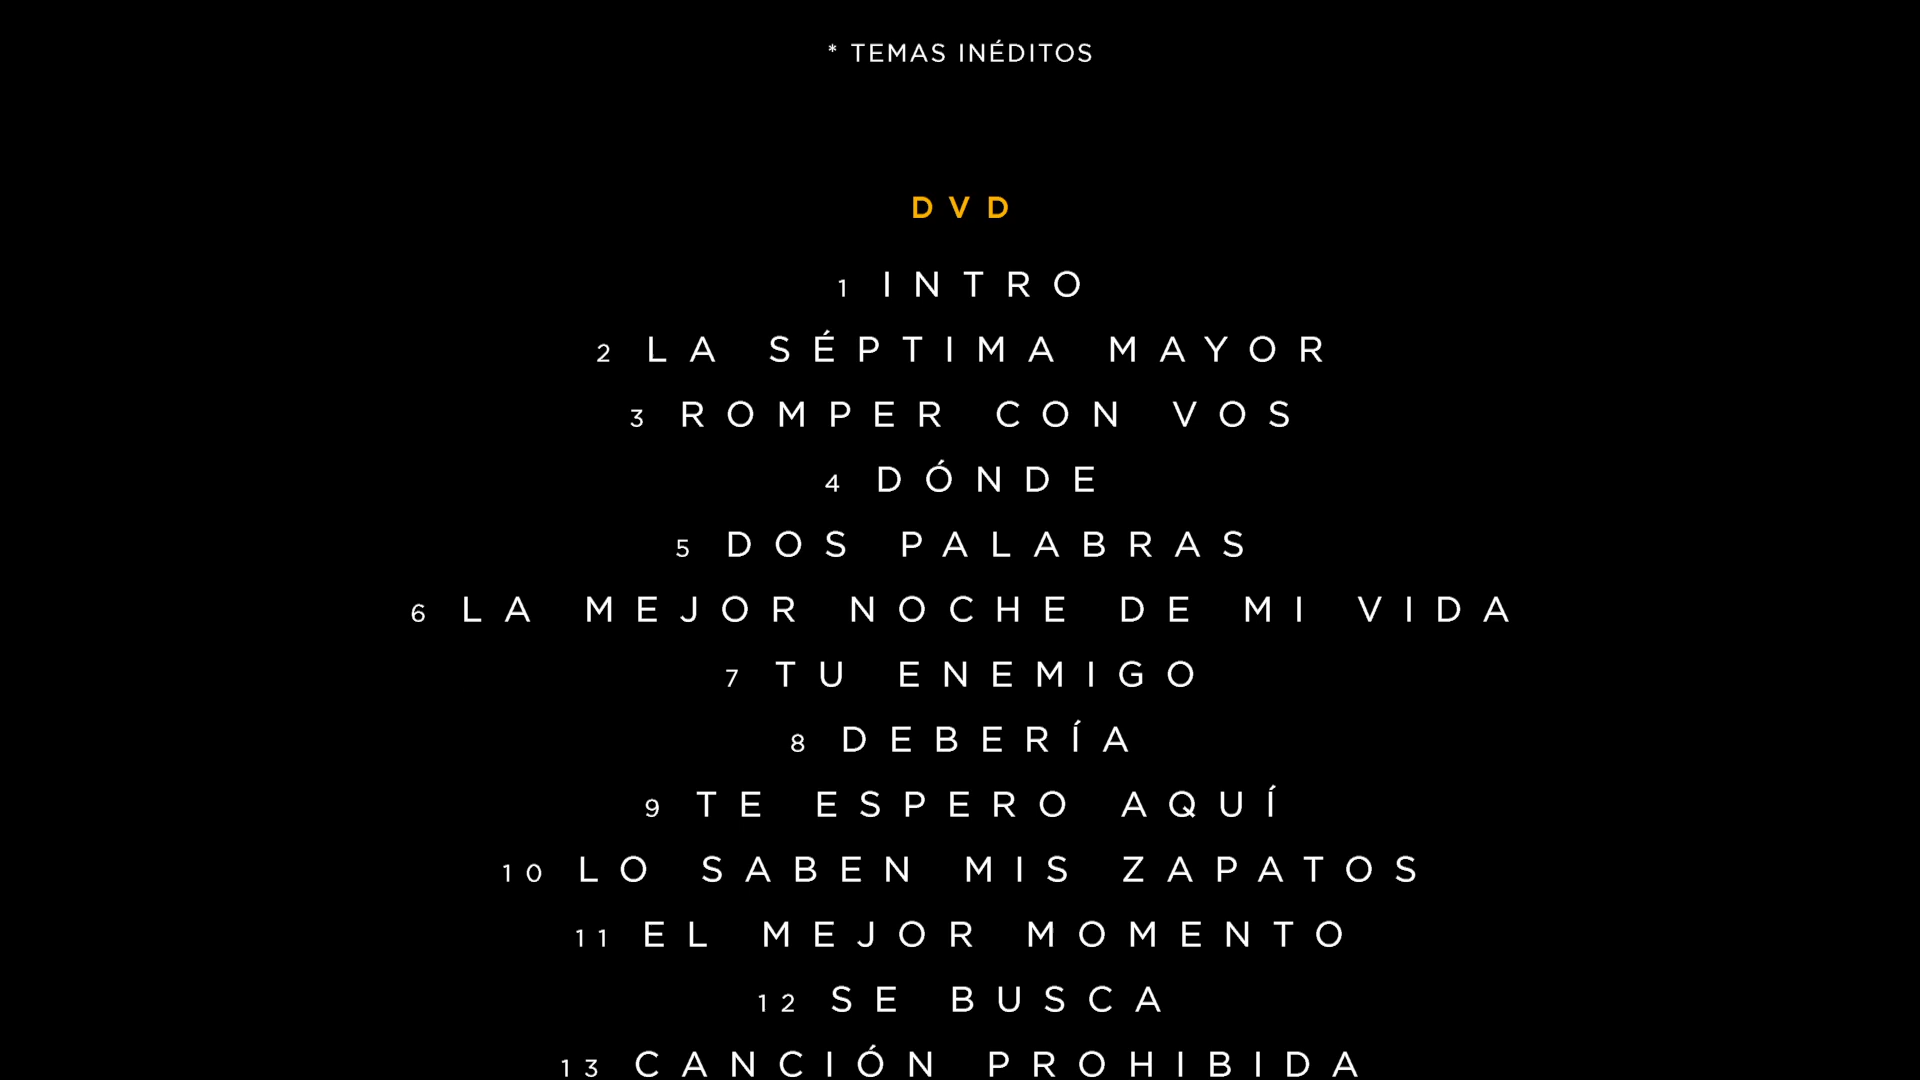 * TEMAS INÉDITOS
DVD
1 INTRO
2 LA SÉPTIMA MAYOR
3 ROMPER CON VOS
4 DÓNDE
5 DOS PALABRAS
6 LA MEJOR NOCHE DE MI VIDA
7 TU ENEMIGO
8 DEBERÍA
9 TE ESPERO AQUÍ
10 LO SABEN MIS ZAPATOS
11 EL MEJOR MOMENTO
12 SE BUSCA
13 CANCIÓN PROHIBIDA